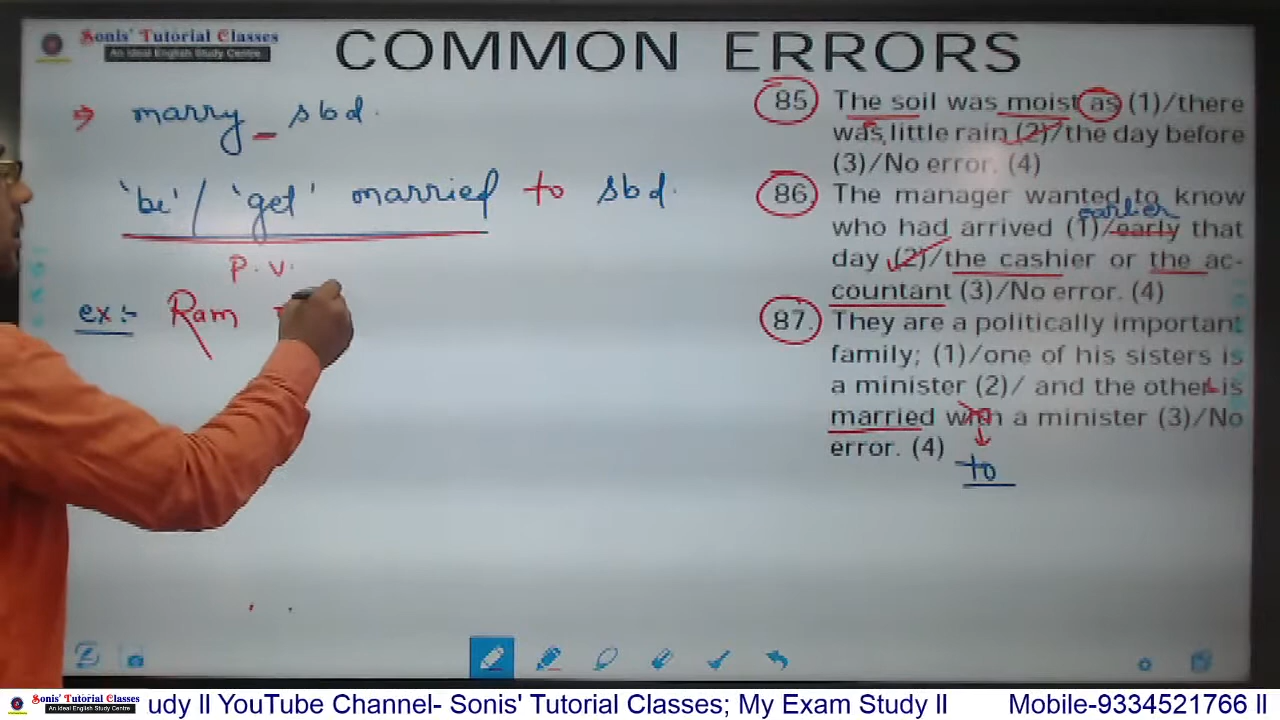 Sonis' Tutorial Classes
An Ideal English Study Centre
COMMON ERRORS
⇒ marry _ sbd.
'be' / 'get' married to sbd.
P.V.
ex:- Ram
85. The soil was moist as (1)/there
was little rain (2)/the day before
(3)/No error. (4)
86. The manager wanted to know
earlier
who had arrived (1)/early that
day (2)/the cashier or the ac-
countant (3)/No error. (4)
87. They are a politically important
family; (1)/one of his sisters is
a minister (2)/ and the other is
married with a minister (3)/No
error. (4)
to
Sonis' Tutorial Classes
An Ideal English Study Centre
udy ll YouTube Channel- Sonis' Tutorial Classes; My Exam Study ll Mobile-9334521766 ll